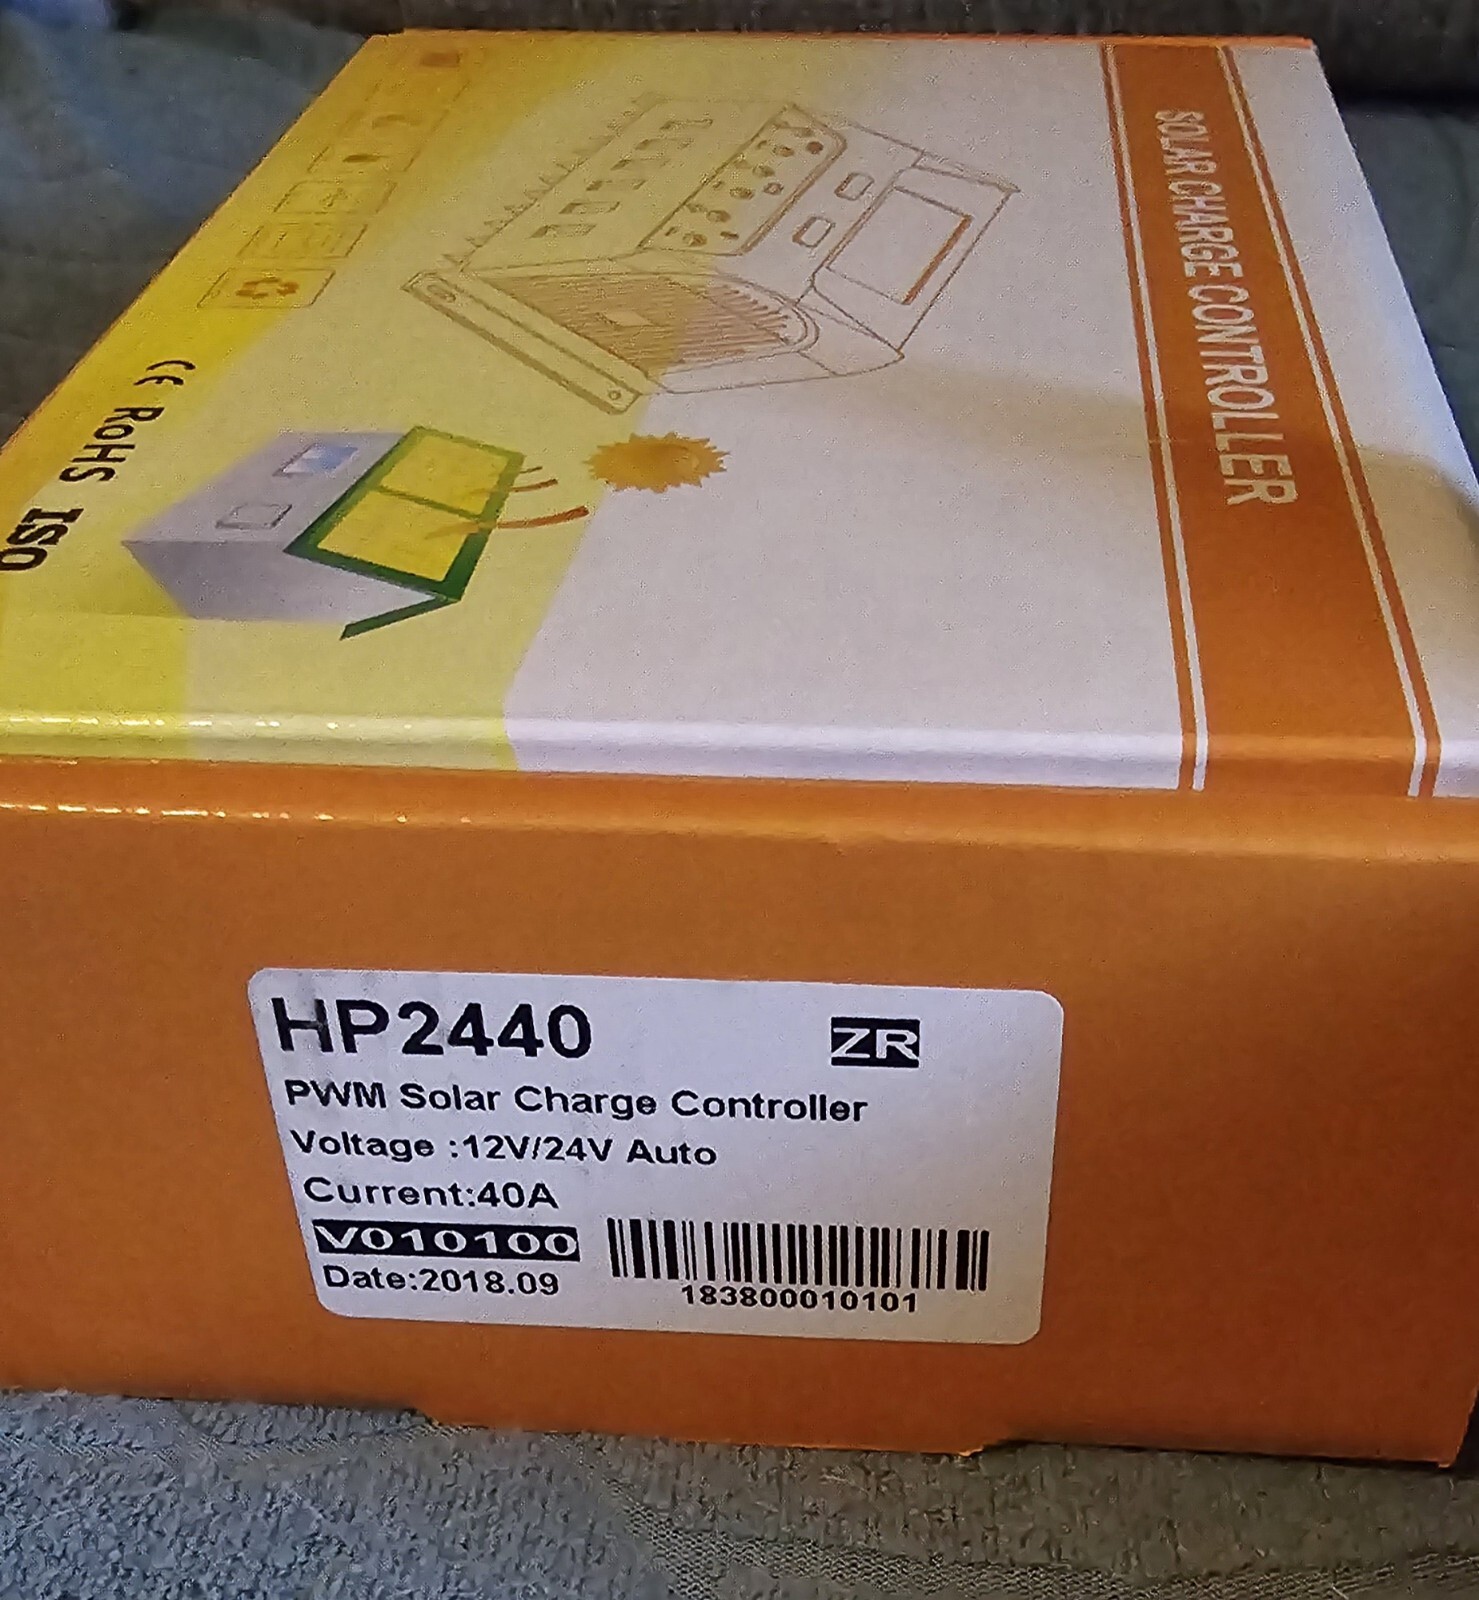 SOLAR CHARGE CONTROLLER
CE RoHS ISO
HP2440
ZR
PWM Solar Charge Controller
Voltage :12V/24V Auto
Current:40A
V010100
Date:2018.09
183800010101